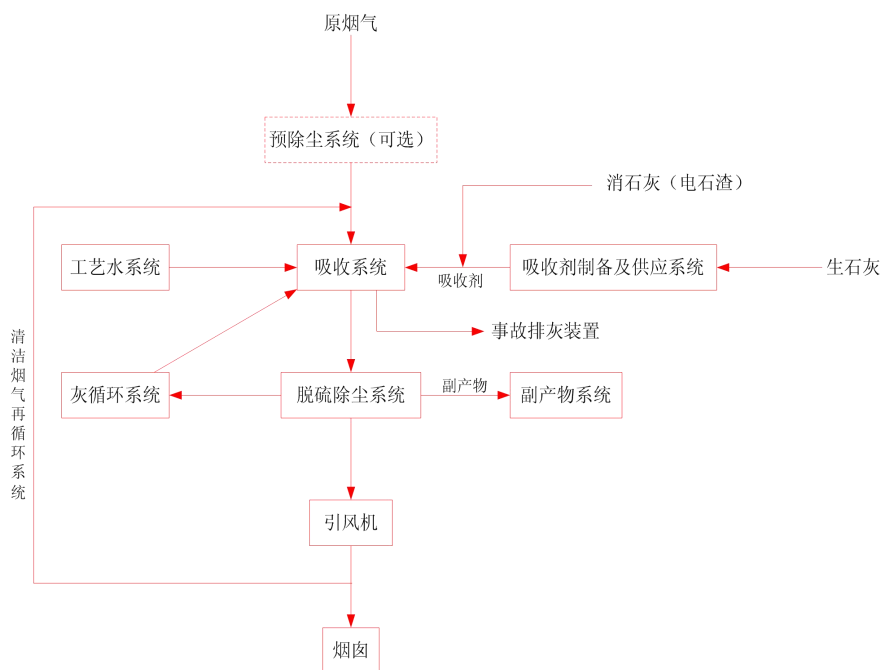 原烟气
预除尘系统（可选）
消石灰（电石渣）
工艺水系统
吸收系统
吸收剂
吸收剂制备及供应系统
生石灰
事故排灰装置
清洁烟气再循环系统
灰循环系统
脱硫除尘系统
副产物
副产物系统
引风机
烟囱